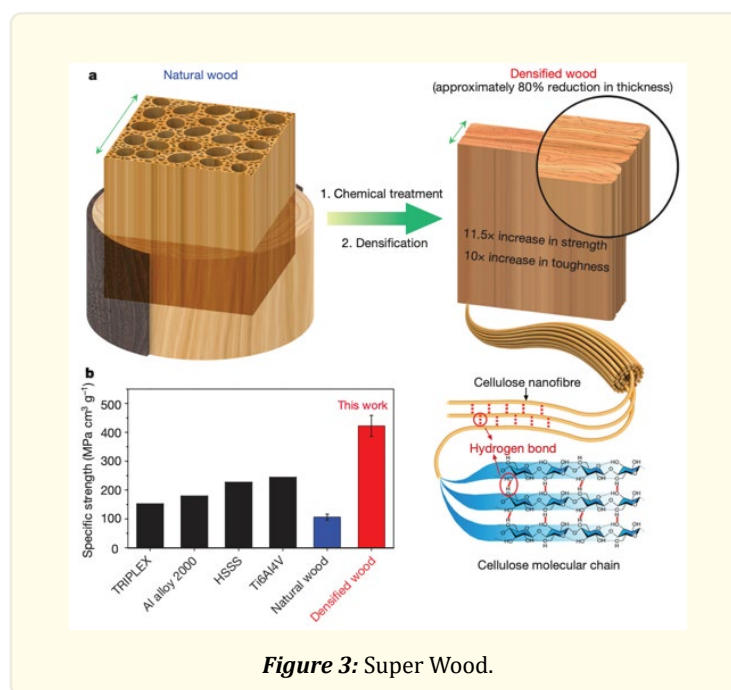 a
Natural wood
Densified wood
(approximately 80% reduction in thickness)
1. Chemical treatment
2. Densification
11.5× increase in strength
10× increase in toughness
b
Specific strength (MPa cm³ g⁻¹)
500
400
300
200
100
0
This work
TRIPLEX
Al alloy 2000
HSSS
Ti6Al4V
Natural wood
Densified wood
Cellulose nanofibre
Hydrogen bond
Cellulose molecular chain
Figure 3: Super Wood.